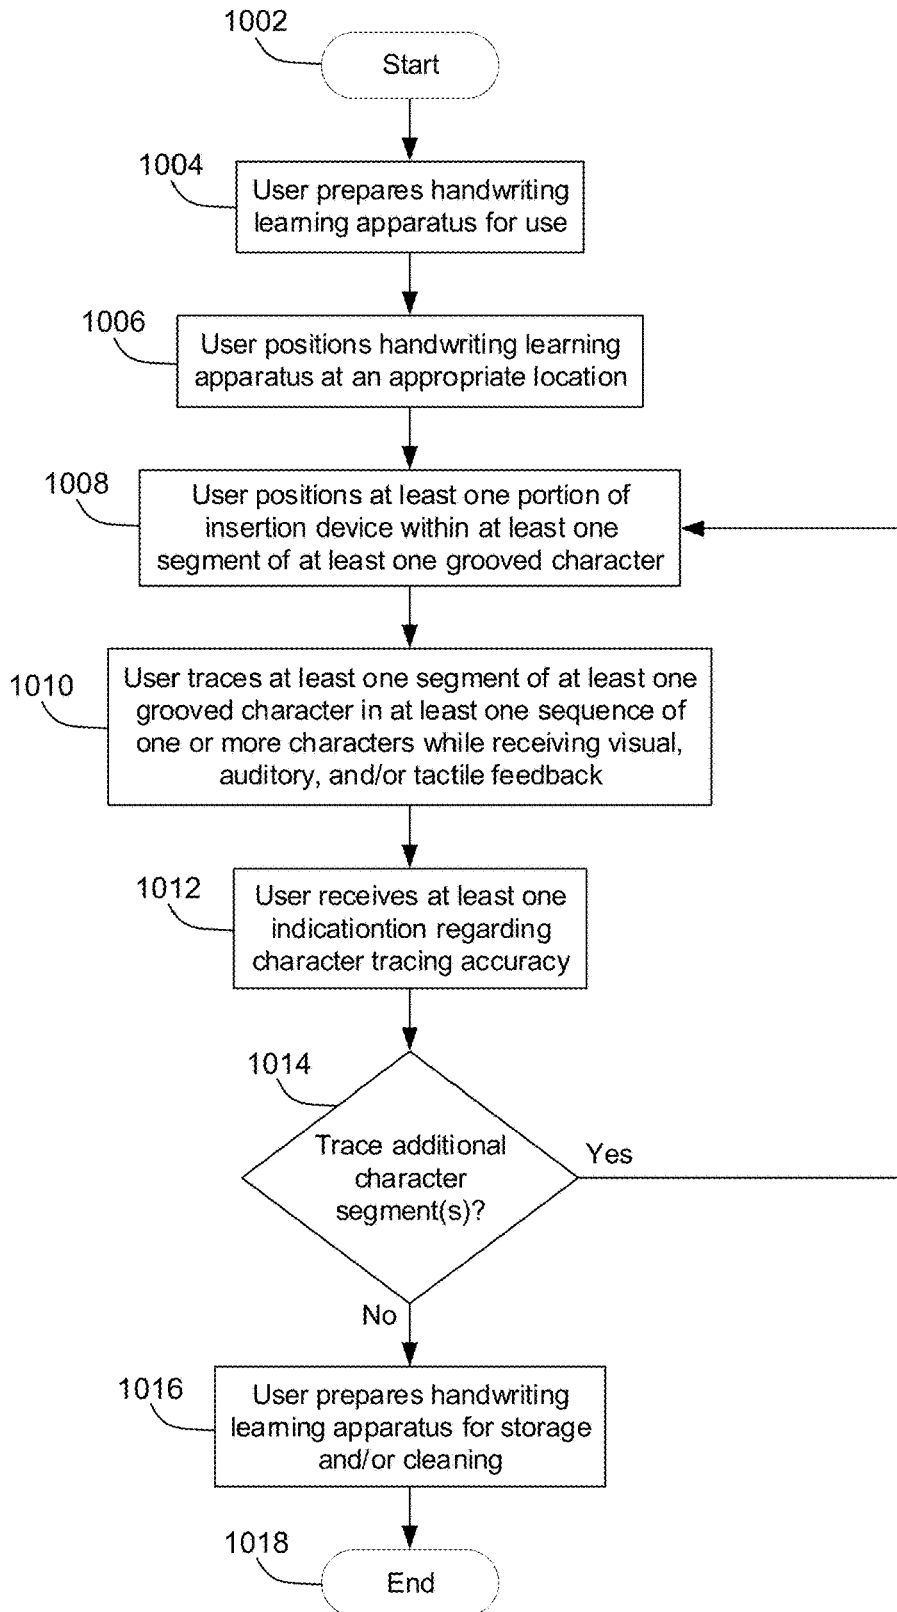 1002
Start
1004
User prepares handwriting
learning apparatus for use
1006
User positions handwriting learning
apparatus at an appropriate location
1008
User positions at least one portion of
insertion device within at least one
segment of at least one grooved character
1010
User traces at least one segment of at least one
grooved character in at least one sequence of
one or more characters while receiving visual,
auditory, and/or tactile feedback
1012
User receives at least one
indicationtion regarding
character tracing accuracy
1014
Trace additional
character
segment(s)?
Yes
No
1016
User prepares handwriting
learning apparatus for storage
and/or cleaning
1018
End